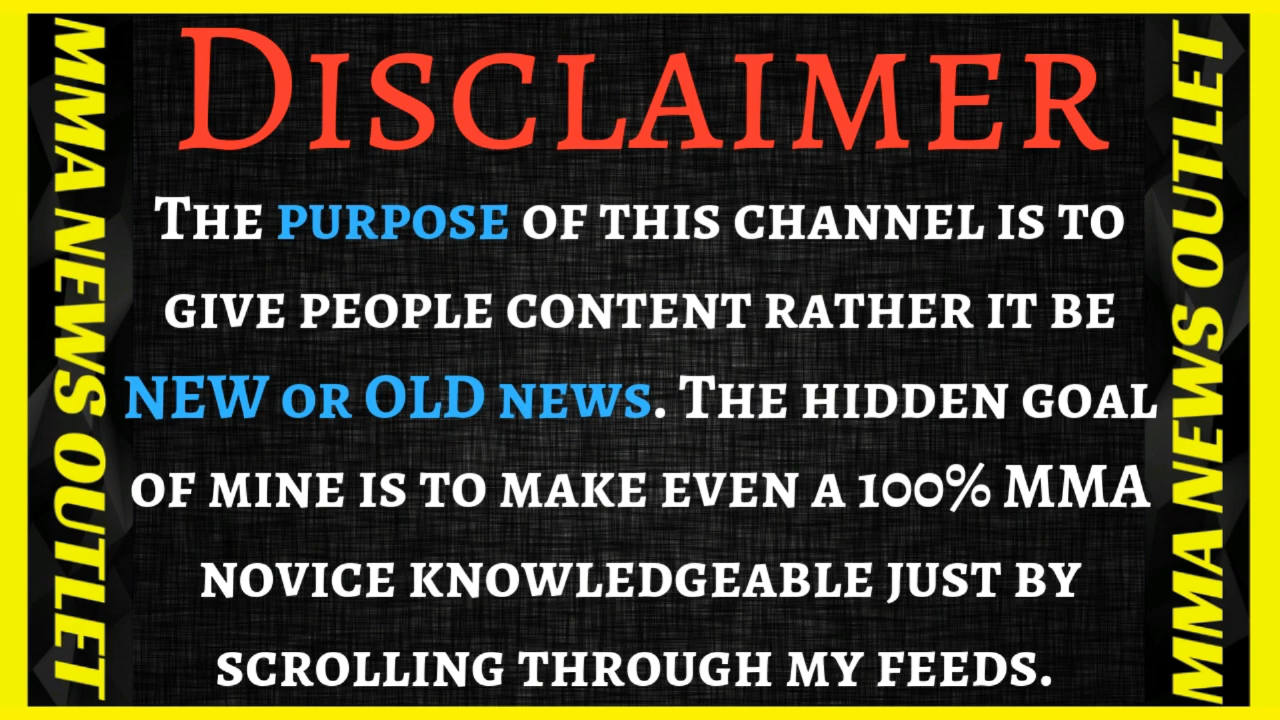 DISCLAIMER
THE PURPOSE OF THIS CHANNEL IS TO
GIVE PEOPLE CONTENT RATHER IT BE
NEW OR OLD NEWS. THE HIDDEN GOAL
OF MINE IS TO MAKE EVEN A 100% MMA
NOVICE KNOWLEDGEABLE JUST BY
SCROLLING THROUGH MY FEEDS.
MMA NEWS OUTLET
MMA NEWS OUTLET